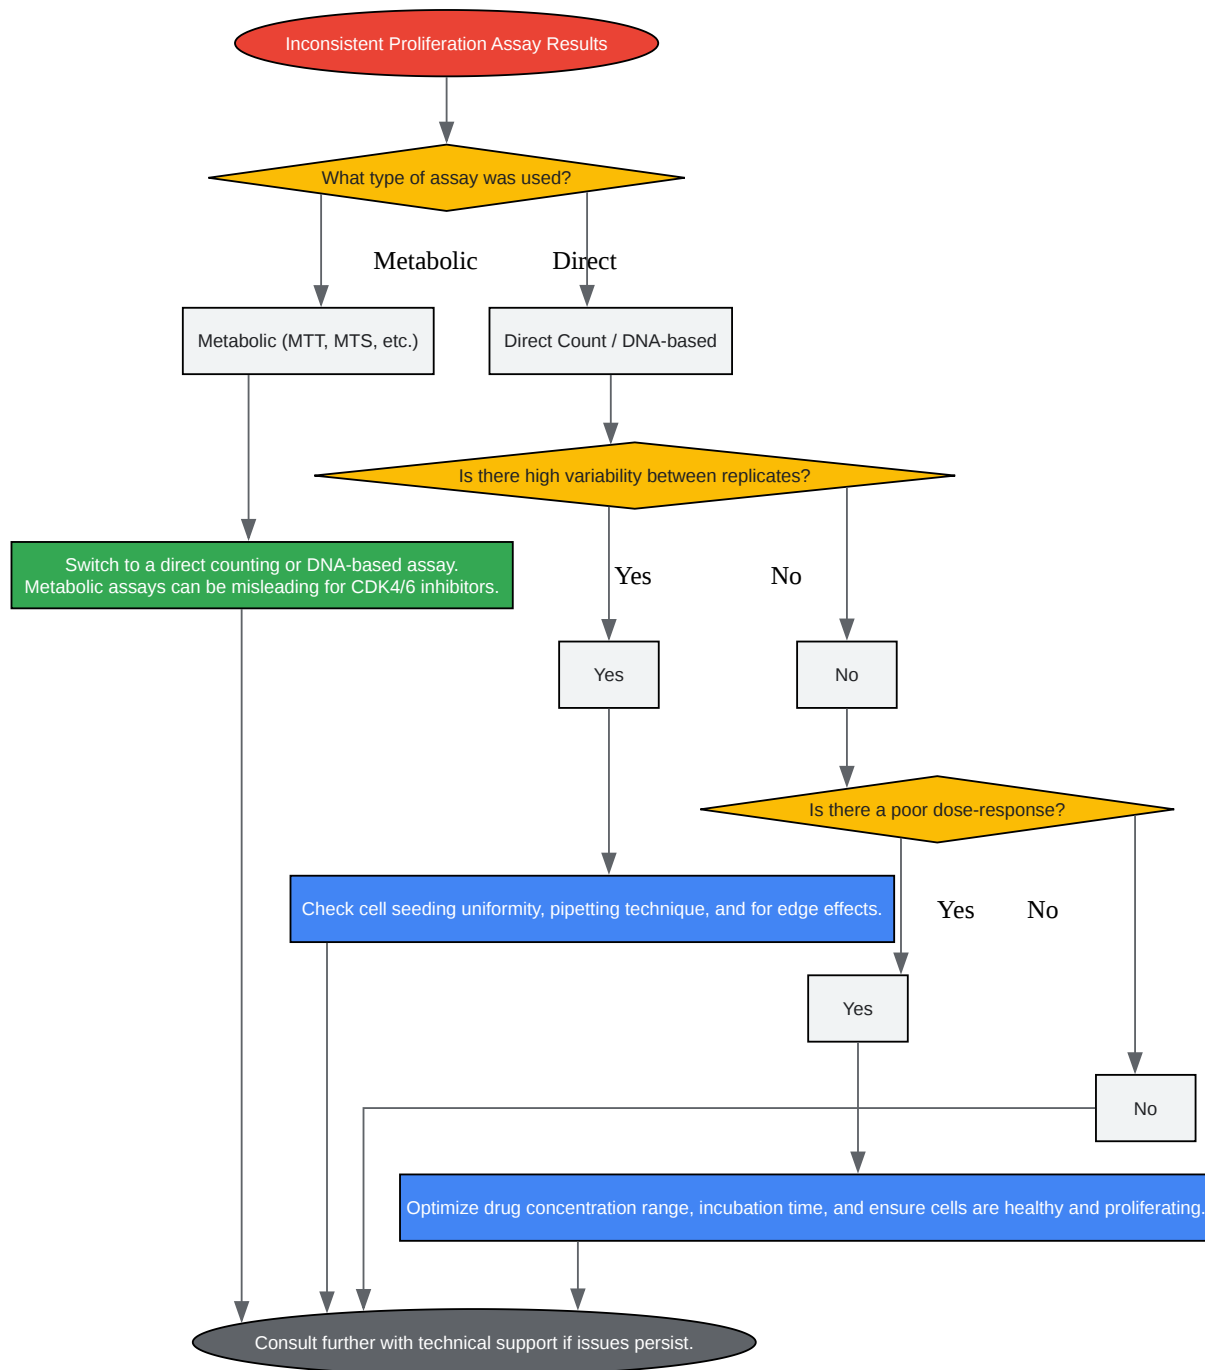 Inconsistent Proliferation Assay Results
What type of assay was used?
Metabolic
Direct
Metabolic (MTT, MTS, etc.)
Direct Count / DNA-based
Is there high variability between replicates?
Switch to a direct counting or DNA-based assay.
Metabolic assays can be misleading for CDK4/6 inhibitors.
Yes
No
Yes
No
Is there a poor dose-response?
Check cell seeding uniformity, pipetting technique, and for edge effects.
Yes
No
Yes
No
Optimize drug concentration range, incubation time, and ensure cells are healthy and proliferating.
Consult further with technical support if issues persist.